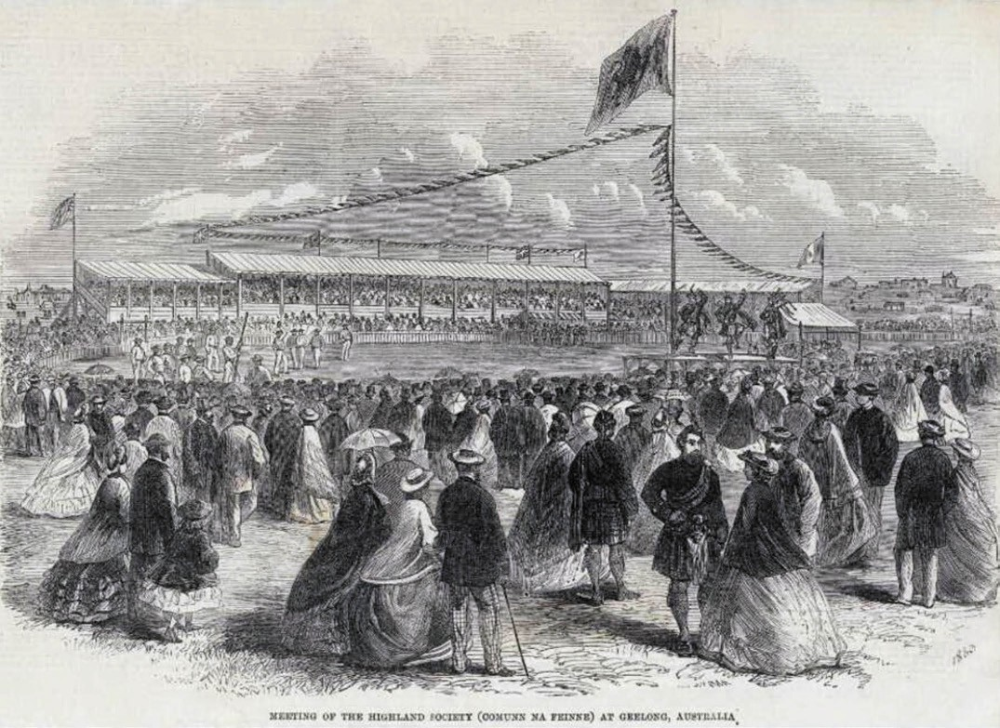 MEETING OF THE HIGHLAND SOCIETY (COMUNN NA FEINNE) AT GEELONG, AUSTRALIA